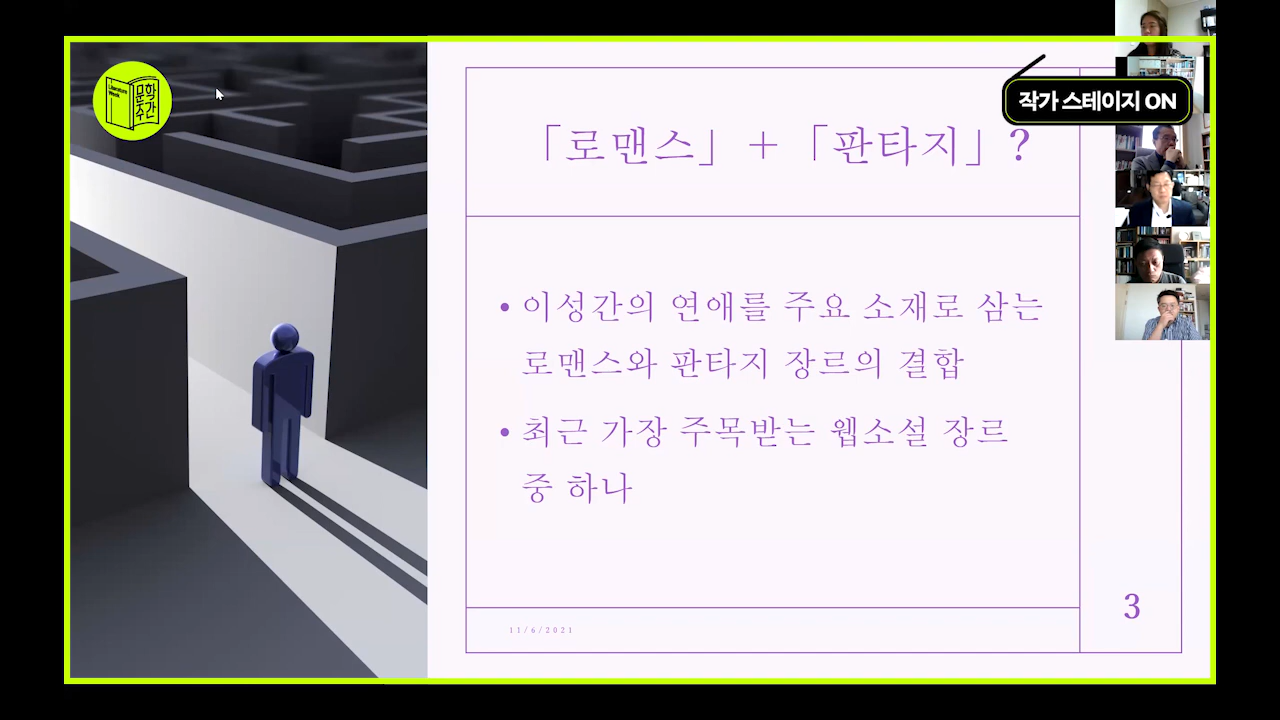 Literature
Week
문학
주간
작가 스테이지 ON
「로맨스」 + 「판타지」?
• 이성간의 연애를 주요 소재로 삼는
로맨스와 판타지 장르의 결합
• 최근 가장 주목받는 웹소설 장르
중 하나
11/6/2021
3